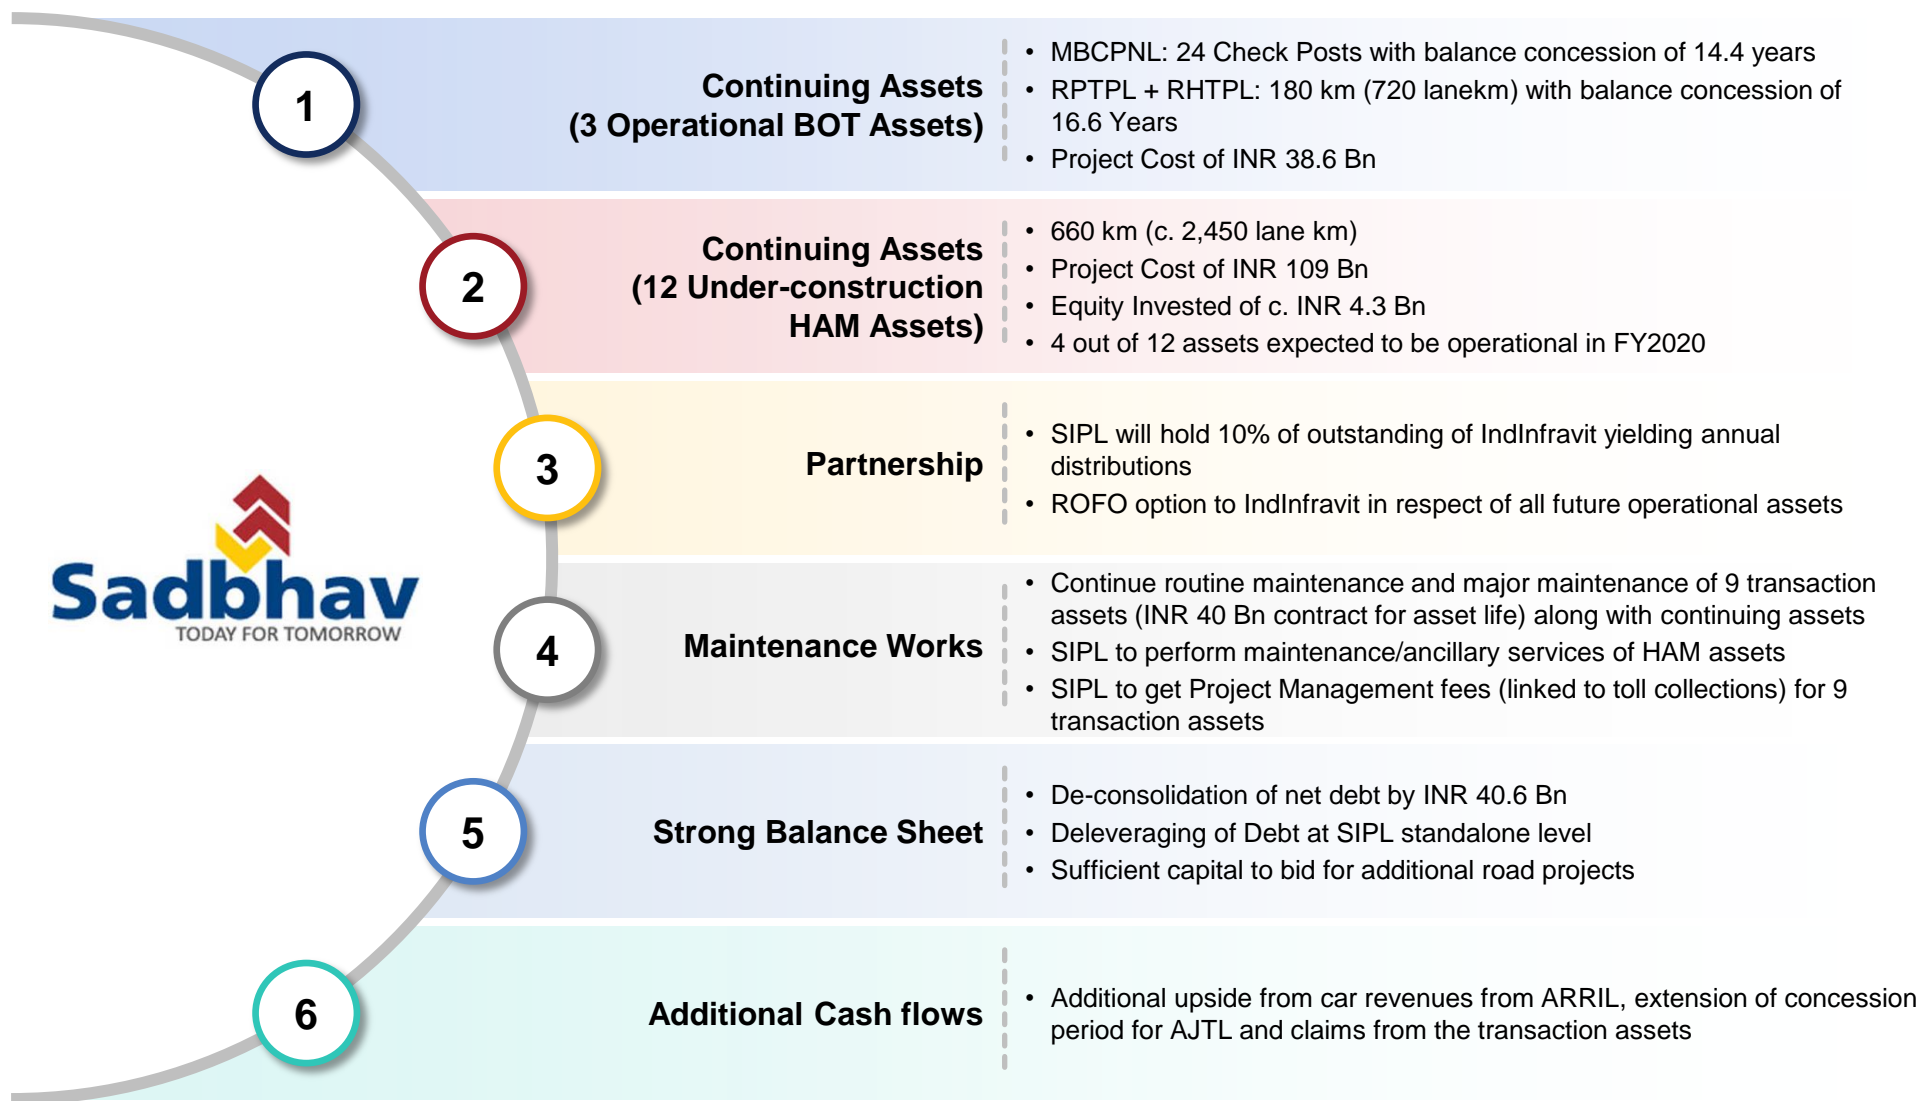 1
Continuing Assets
(3 Operational BOT Assets)
• MBCPNL: 24 Check Posts with balance concession of 14.4 years
• RPTPL + RHTPL: 180 km (720 lanekm) with balance concession of
16.6 Years
• Project Cost of INR 38.6 Bn
2
Continuing Assets
(12 Under-construction
HAM Assets)
• 660 km (c. 2,450 lane km)
• Project Cost of INR 109 Bn
• Equity Invested of c. INR 4.3 Bn
• 4 out of 12 assets expected to be operational in FY2020
3
Partnership
• SIPL will hold 10% of outstanding of IndInfravit yielding annual
distributions
• ROFO option to IndInfravit in respect of all future operational assets
Sadbhav
TODAY FOR TOMORROW
4
Maintenance Works
• Continue routine maintenance and major maintenance of 9 transaction
assets (INR 40 Bn contract for asset life) along with continuing assets
• SIPL to perform maintenance/ancillary services of HAM assets
• SIPL to get Project Management fees (linked to toll collections) for 9
transaction assets
5
Strong Balance Sheet
• De-consolidation of net debt by INR 40.6 Bn
• Deleveraging of Debt at SIPL standalone level
• Sufficient capital to bid for additional road projects
6
Additional Cash flows
• Additional upside from car revenues from ARRIL, extension of concession
period for AJTL and claims from the transaction assets